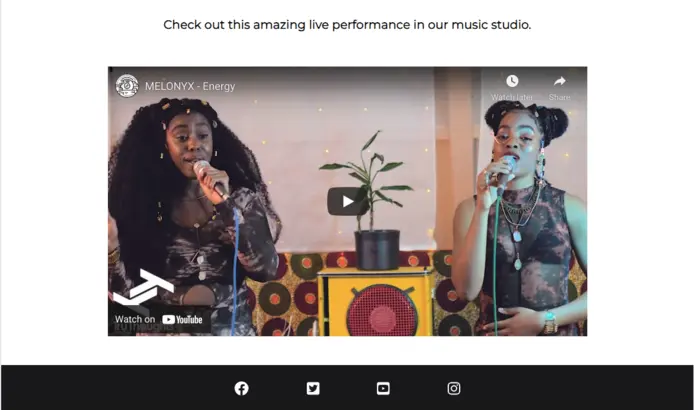 Check out this amazing live performance in our music studio.
MELONYX - Energy
Watch later
Share
Watch on YouTube